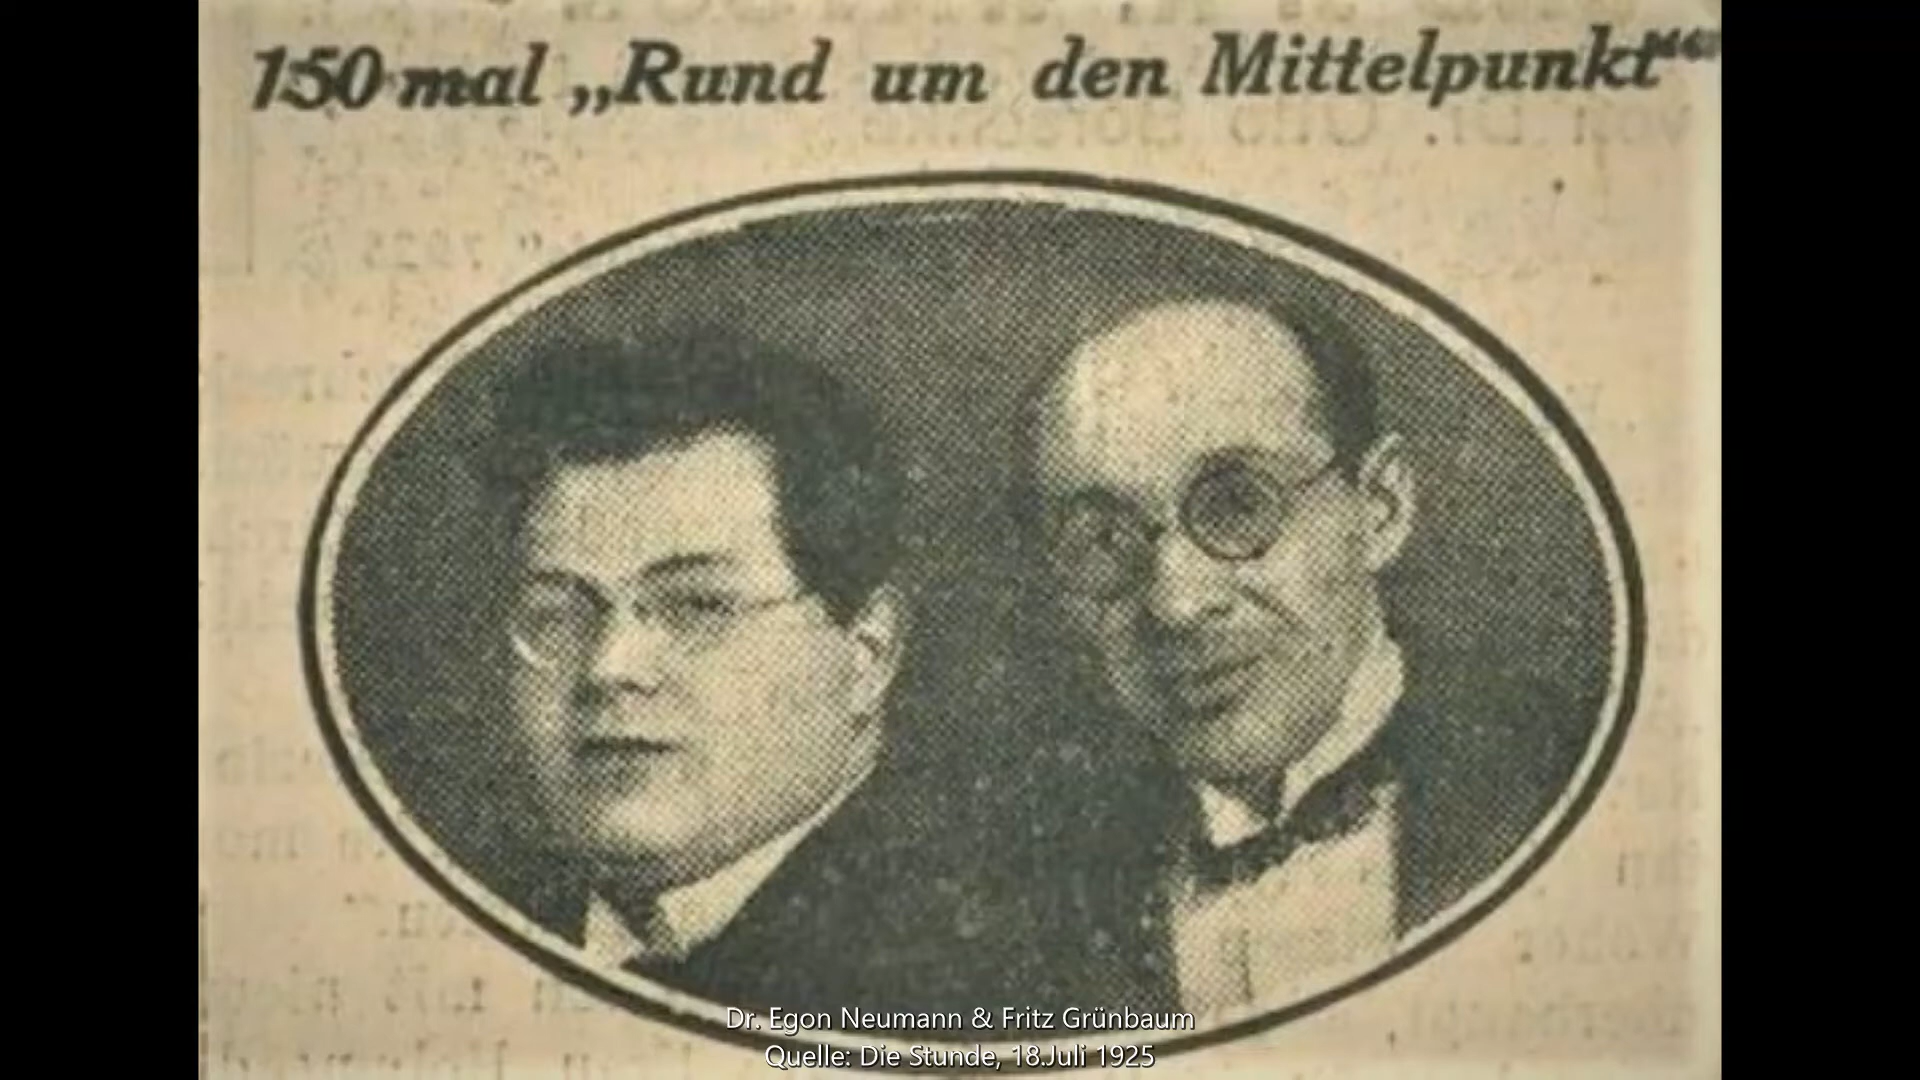 150 mal „Rund um den Mittelpunkt“
Dr. Egon Neumann & Fritz Grünbaum
Quelle: Die Stunde, 18.Juli 1925